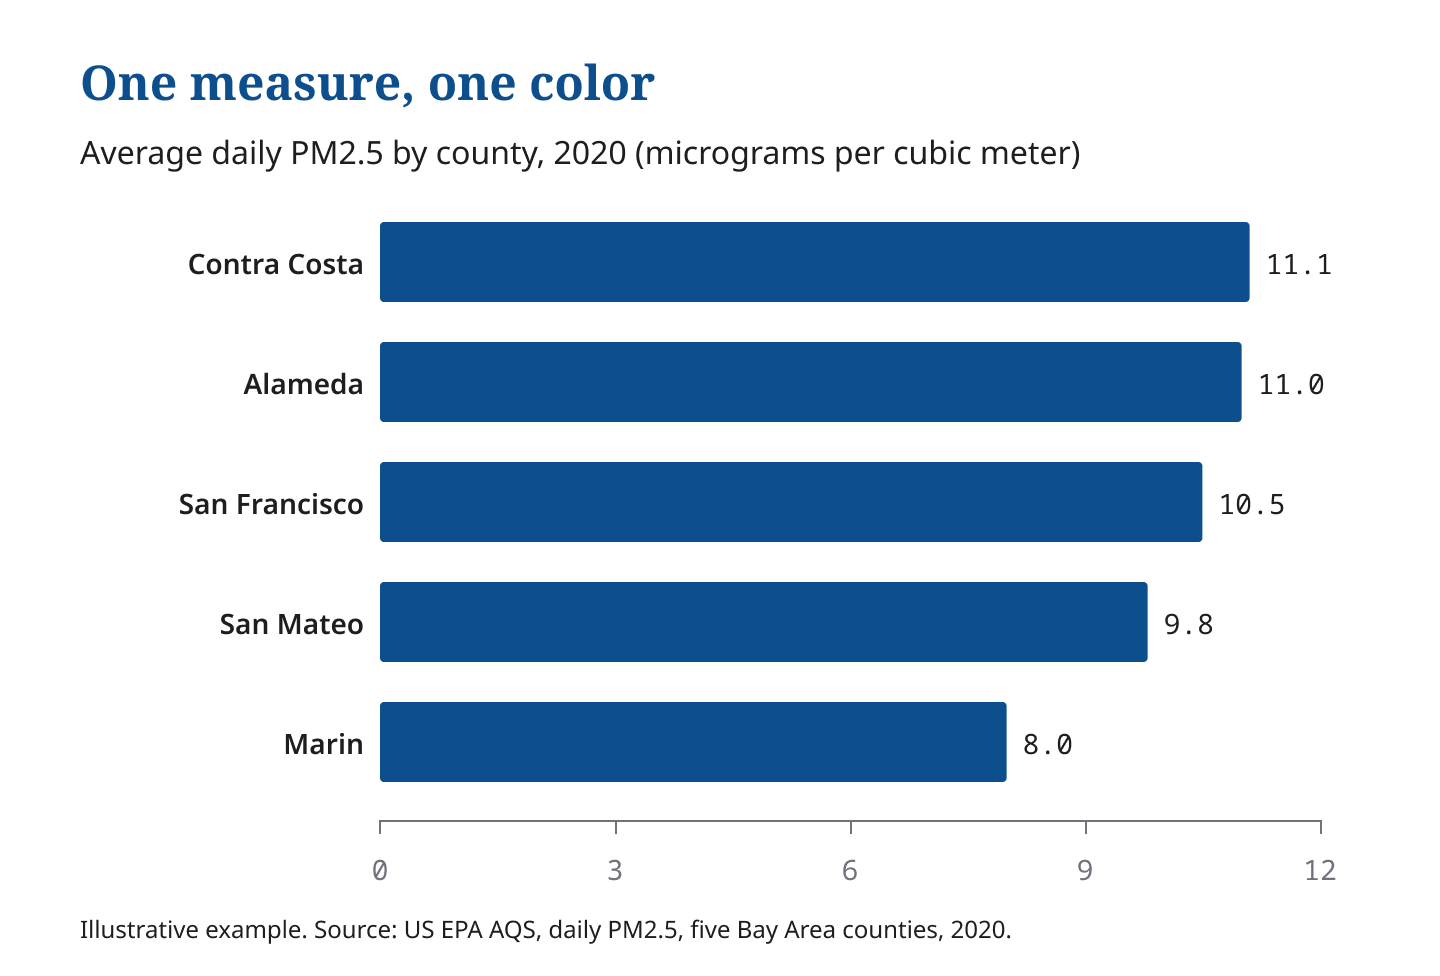 One measure, one color
Average daily PM2.5 by county, 2020 (micrograms per cubic meter)
Contra Costa 11.1
Alameda 11.0
San Francisco 10.5
San Mateo 9.8
Marin 8.0
0 3 6 9 12
Illustrative example. Source: US EPA AQS, daily PM2.5, five Bay Area counties, 2020.